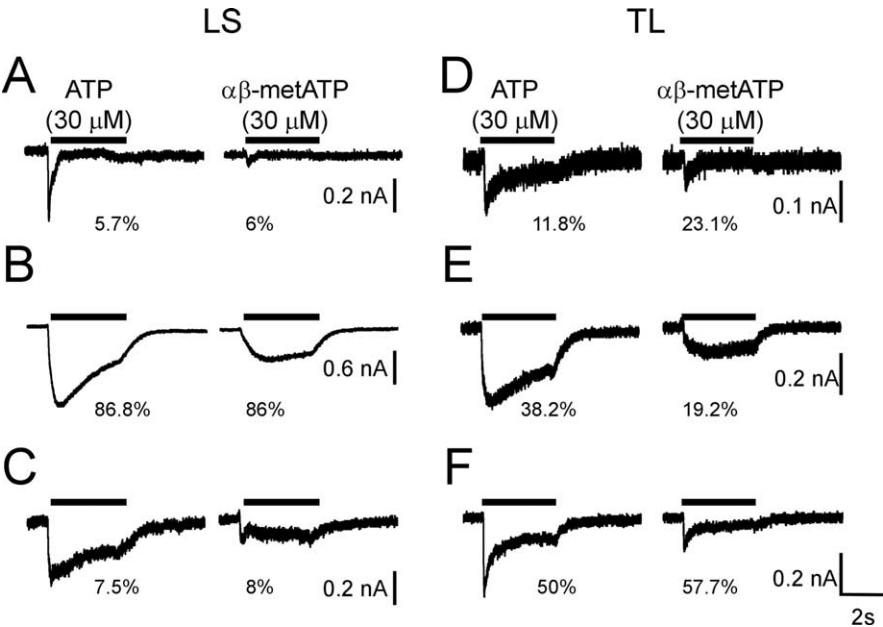 LS
TL
A
ATP
(30 μM)
αβ-metATP
(30 μM)
0.2 nA
5.7%
6%
D
ATP
(30 μM)
αβ-metATP
(30 μM)
0.1 nA
11.8%
23.1%
B
0.6 nA
86.8%
86%
E
0.2 nA
38.2%
19.2%
C
0.2 nA
7.5%
8%
F
0.2 nA
50%
57.7%
2s